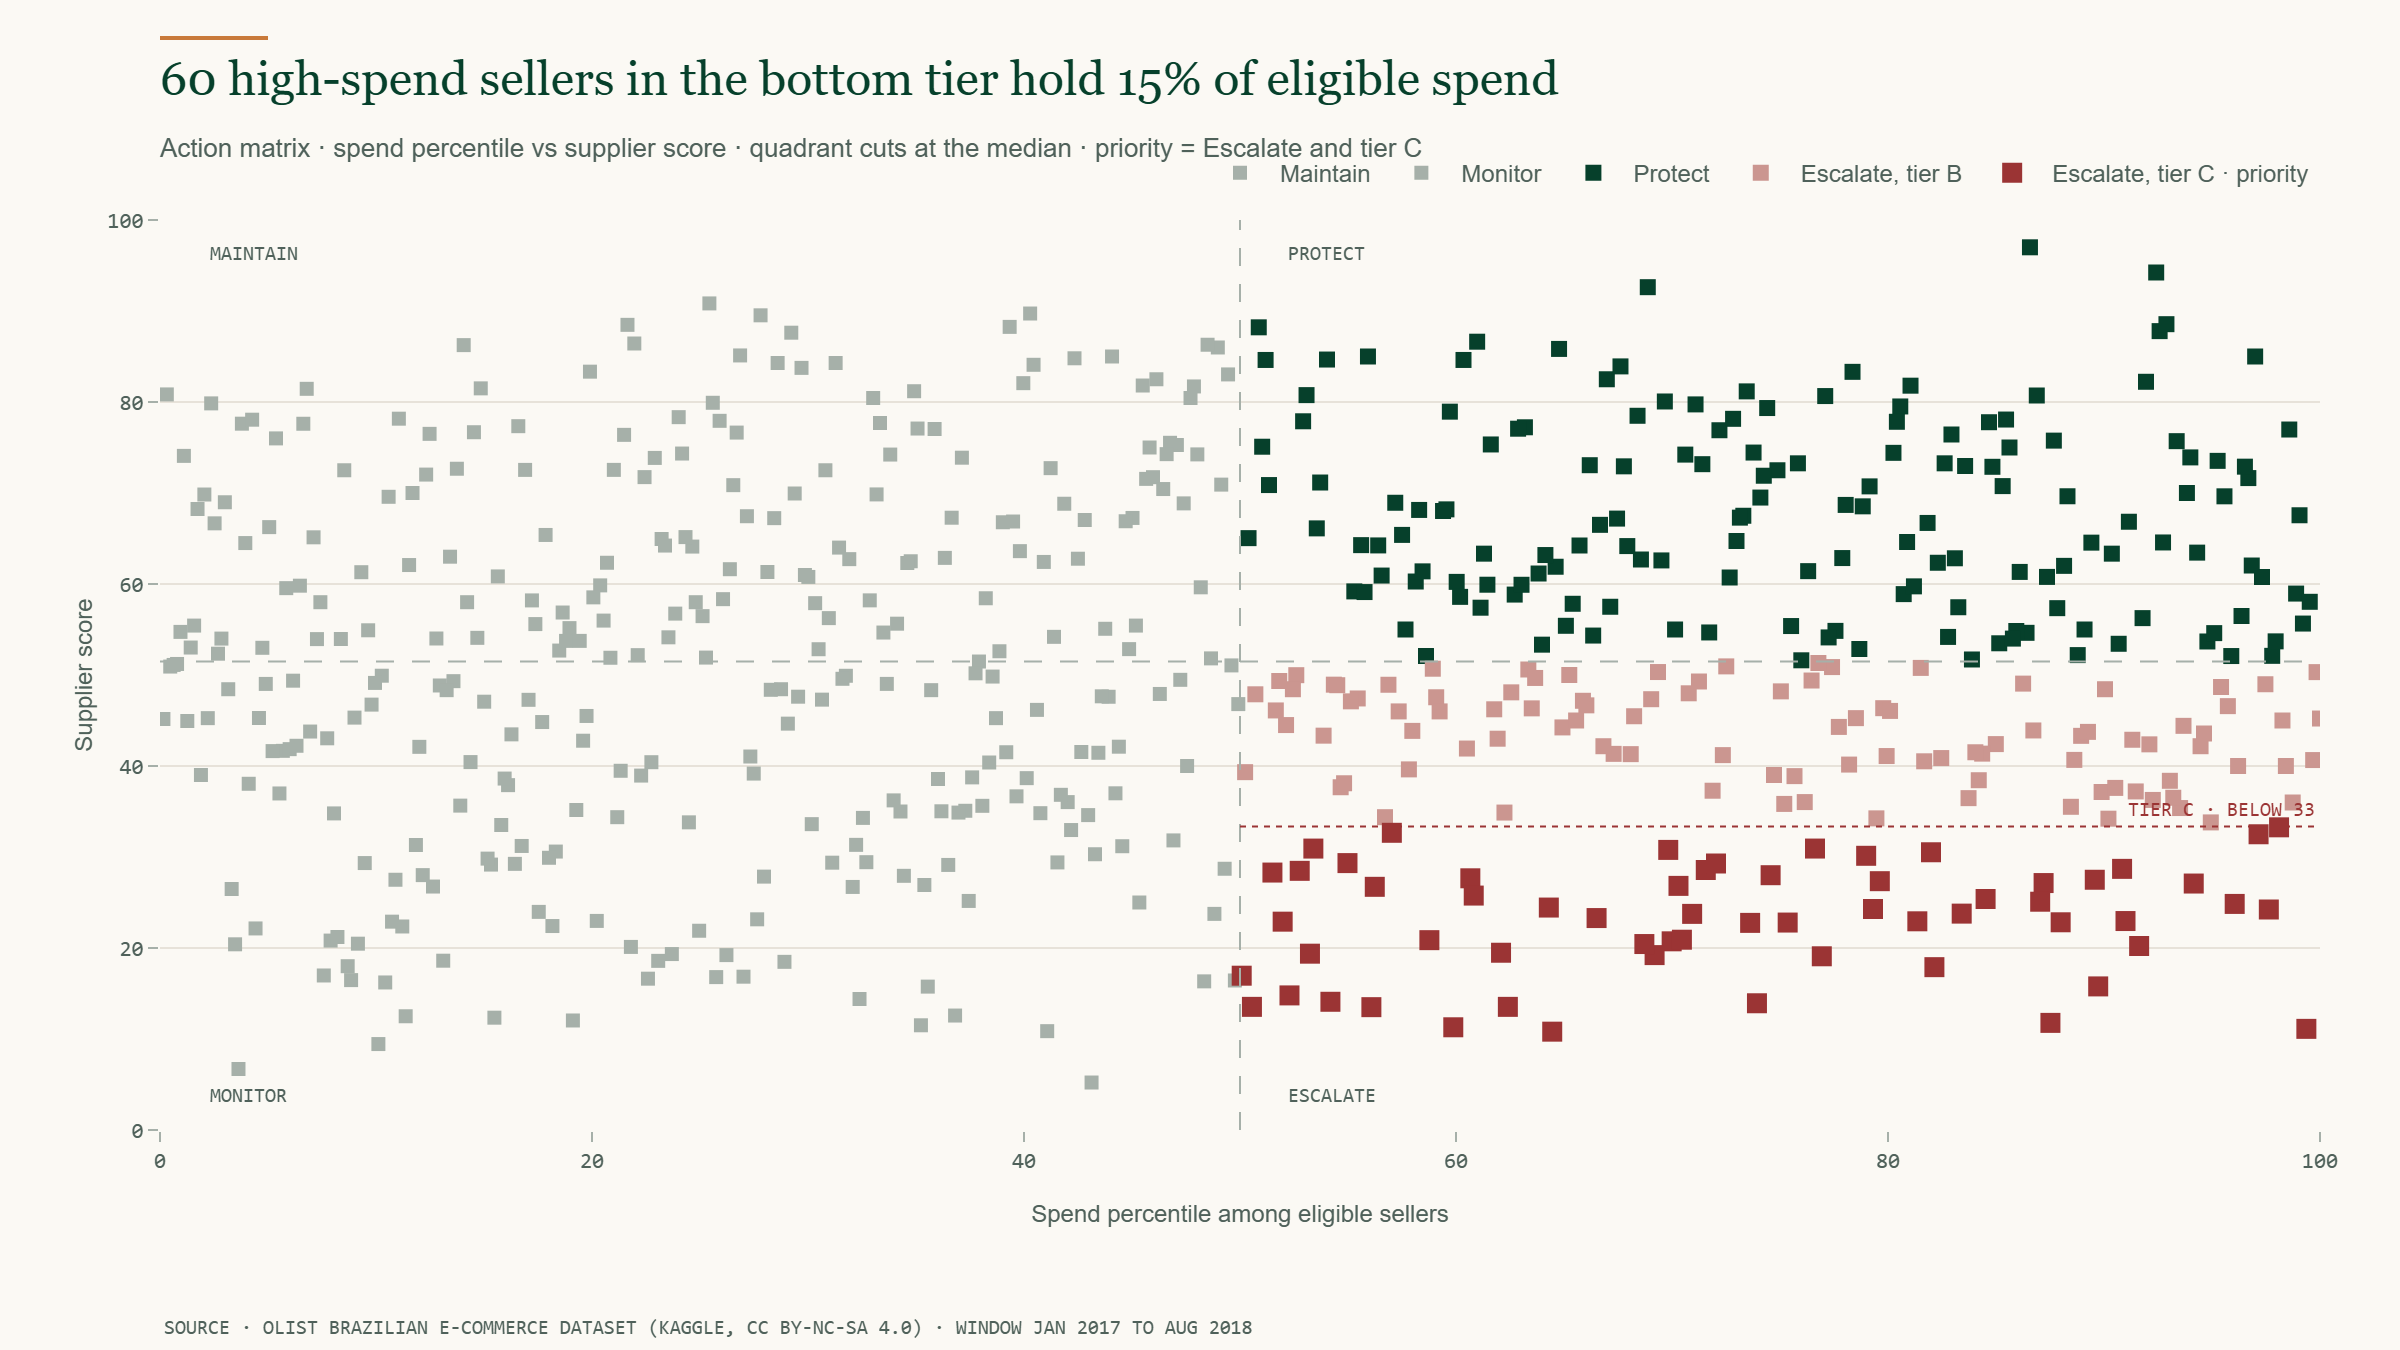 60 high-spend sellers in the bottom tier hold 15% of eligible spend
Action matrix · spend percentile vs supplier score · quadrant cuts at the median · priority = Escalate and tier C
Maintain Monitor Protect Escalate, tier B Escalate, tier C · priority
100
MAINTAIN PROTECT
80
60
Supplier score
40
TIER C · BELOW 33
20
MONITOR ESCALATE
0
0 20 40 60 80 100
Spend percentile among eligible sellers
SOURCE · OLIST BRAZILIAN E-COMMERCE DATASET (KAGGLE, CC BY-NC-SA 4.0) · WINDOW JAN 2017 TO AUG 2018